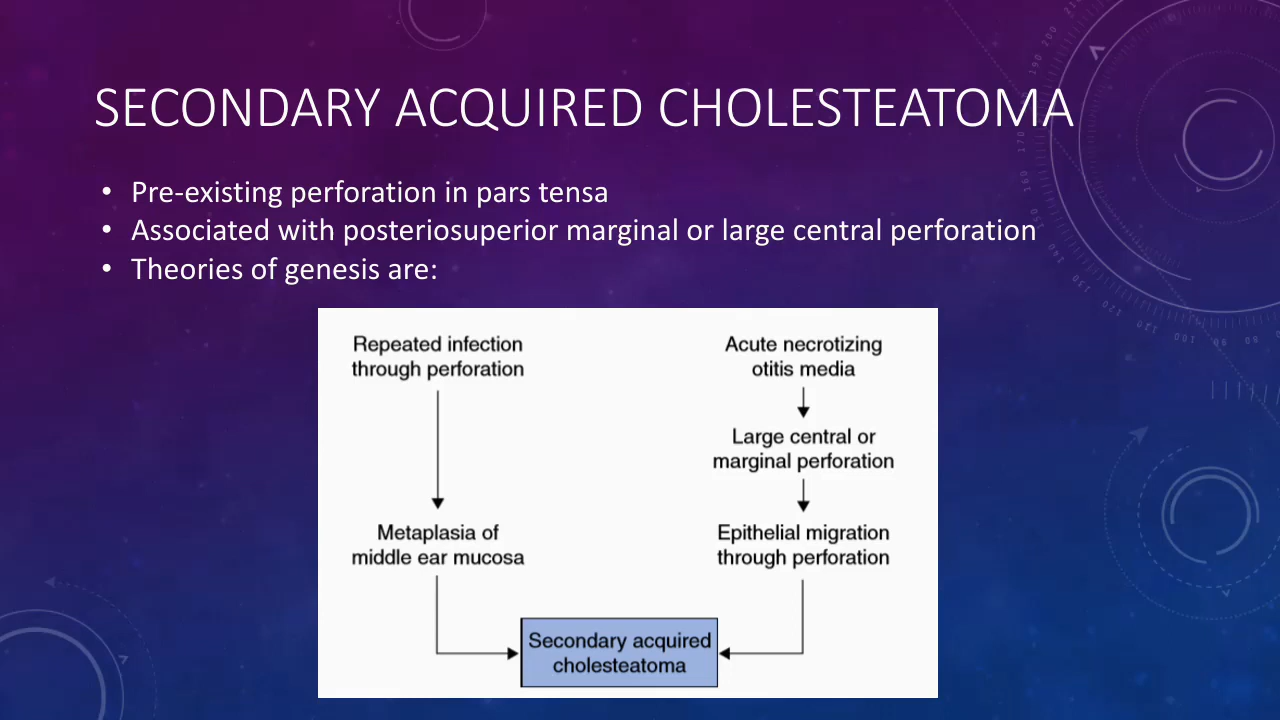 SECONDARY ACQUIRED CHOLESTEATOMA
• Pre-existing perforation in pars tensa
• Associated with posteriosuperior marginal or large central perforation
• Theories of genesis are:
Repeated infection
through perforation
Acute necrotizing
otitis media
Large central or
marginal perforation
Metaplasia of
middle ear mucosa
Epithelial migration
through perforation
Secondary acquired
cholesteatoma